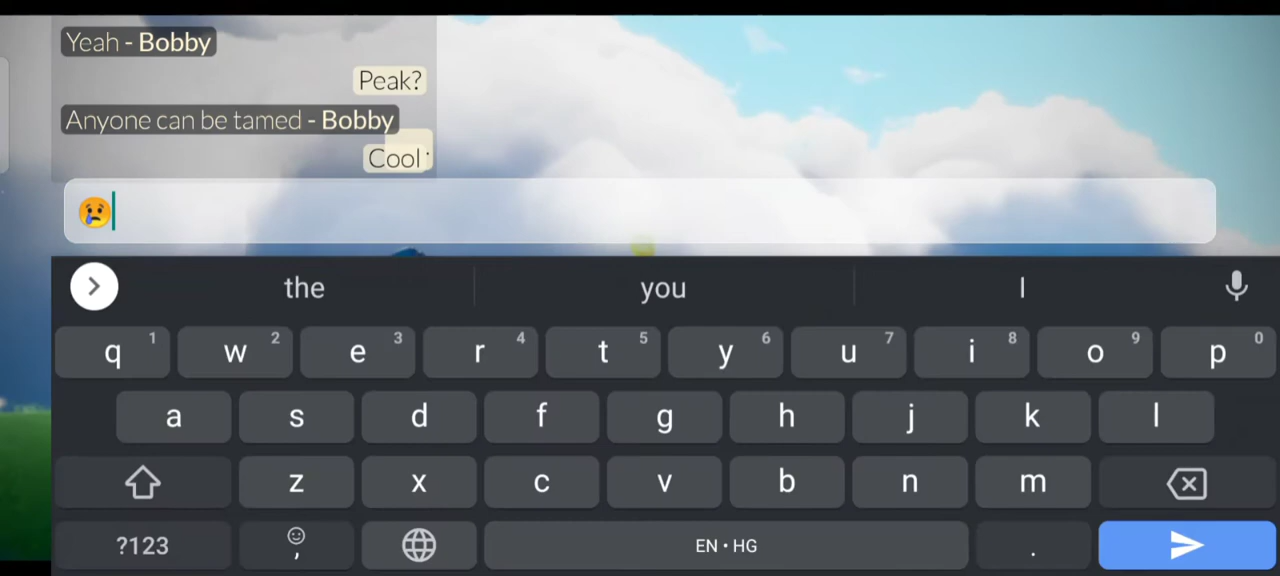 Yeah - Bobby
Peak?
Anyone can be tamed - Bobby
Cool
😢
the you I
q 1 w 2 e 3 r 4 t 5 y 6 u 7 i 8 o 9 p 0
a s d f g h j k l
z x c v b n m
?123 , EN • HG .